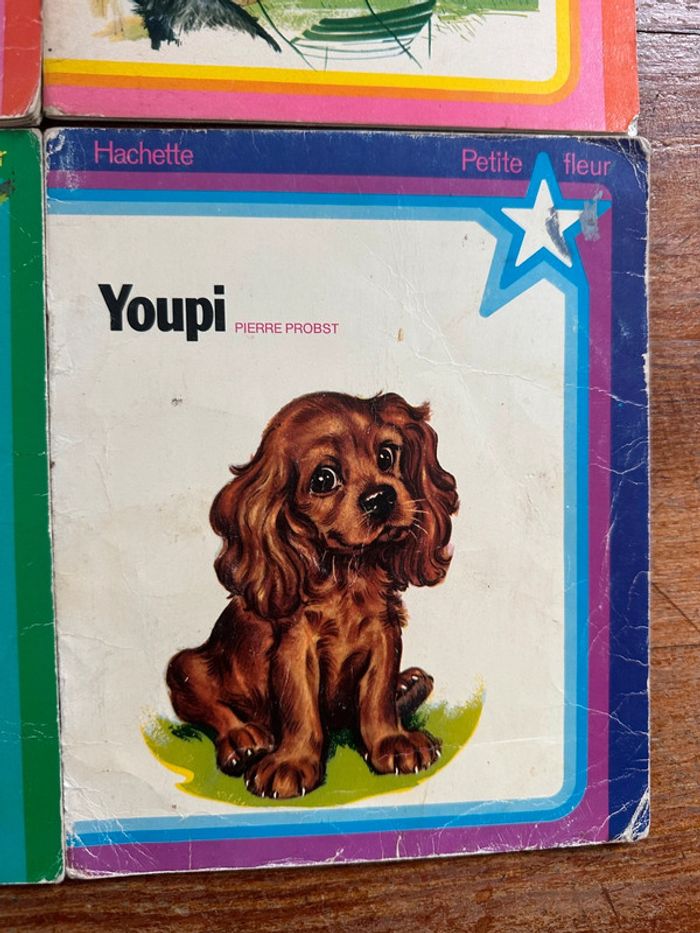 Hachette
Petite fleur
Youpi PIERRE PROBST